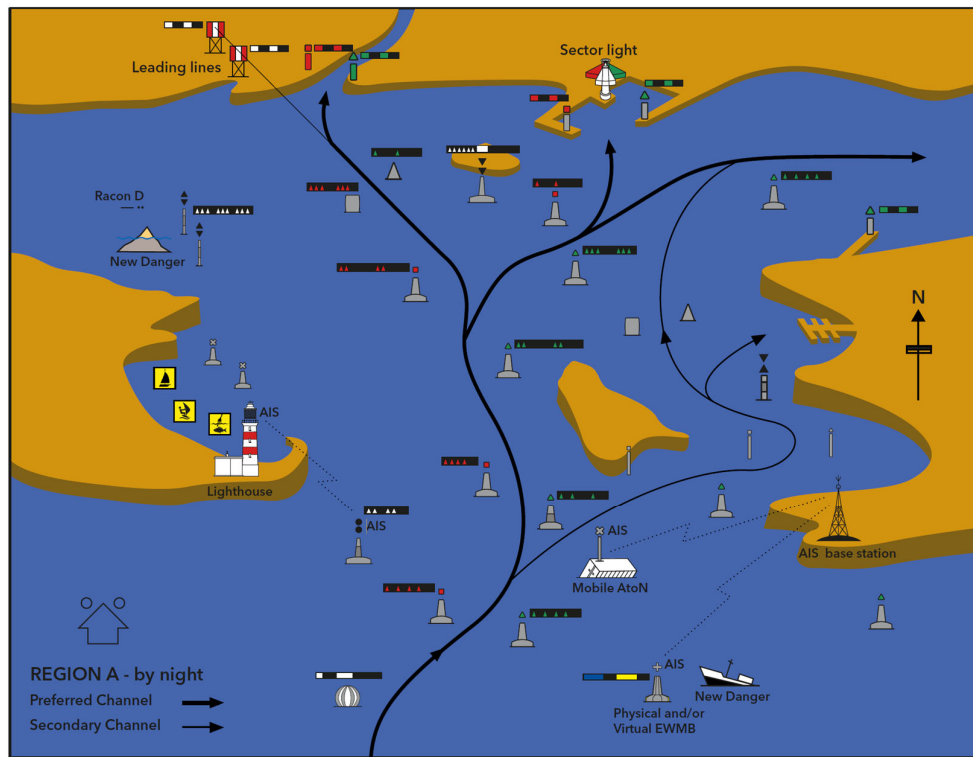 Leading lines
Sector light
Racon D
New Danger
N
AIS
Lighthouse
AIS
AIS
Mobile AtoN
AIS base station
REGION A - by night
Preferred Channel
Secondary Channel
AIS
New Danger
Physical and/or
Virtual EWMB